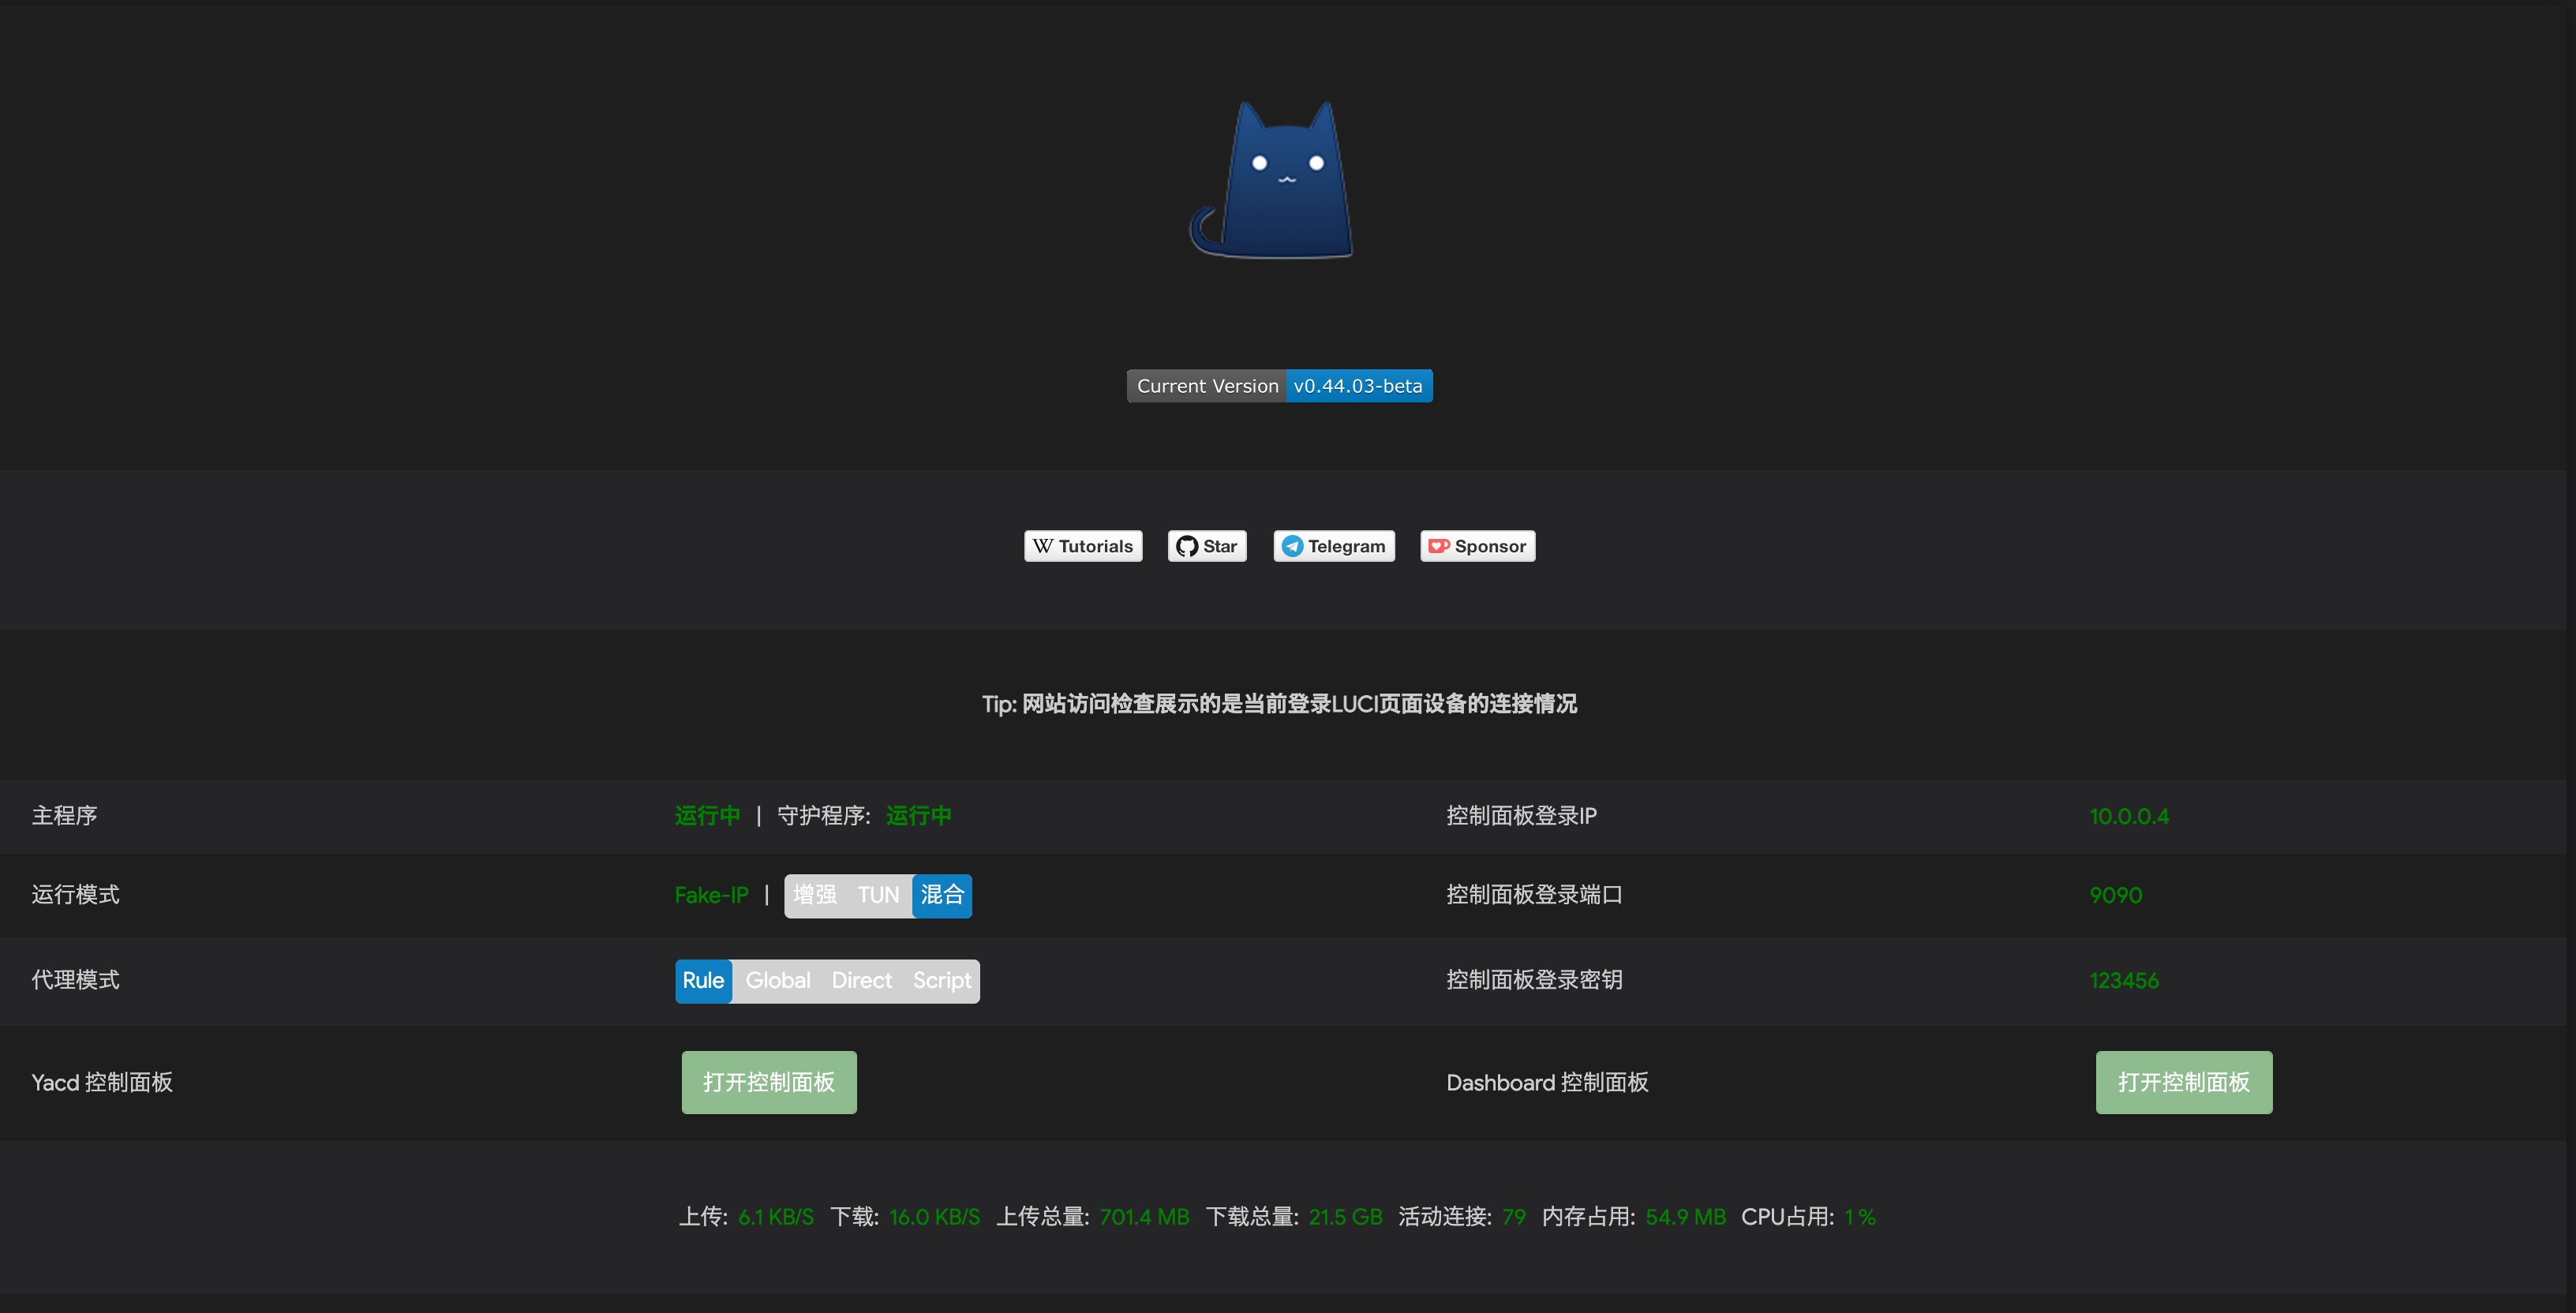 Current Version v0.44.03-beta
Tutorials Star Telegram Sponsor
Tip: 网站访问检查展示的是当前登录LUCI页面设备的连接情况
主程序 运行中 | 守护程序: 运行中 控制面板登录IP 10.0.0.4
运行模式 Fake-IP | 增强 TUN 混合 控制面板登录端口 9090
代理模式 Rule Global Direct Script 控制面板登录密钥 123456
Yacd 控制面板 打开控制面板 Dashboard 控制面板 打开控制面板
上传: 6.1 KB/S 下载: 16.0 KB/S 上传总量: 701.4 MB 下载总量: 21.5 GB 活动连接: 79 内存占用: 54.9 MB CPU占用: 1 %